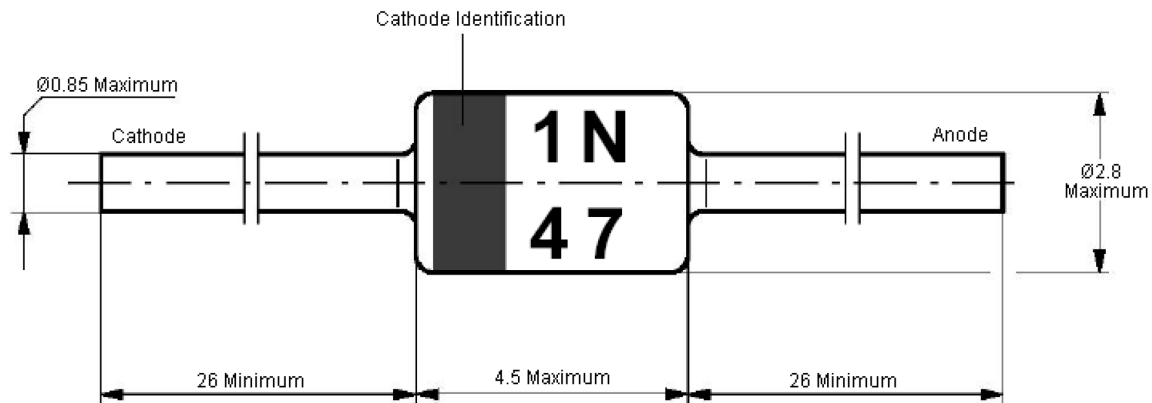 Cathode Identification
Ø0.85 Maximum
Cathode
1N
Anode
Ø2.8
Maximum
47
26 Minimum
4.5 Maximum
26 Minimum